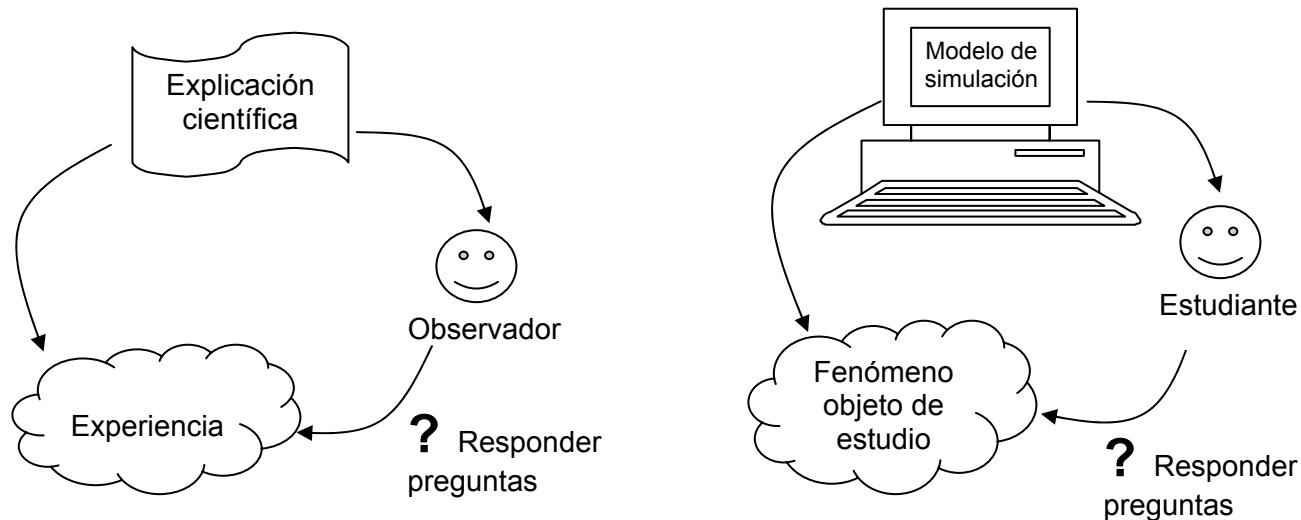 Explicación
científica
Observador
Experiencia
? Responder
preguntas
Modelo de
simulación
Estudiante
Fenómeno
objeto de
estudio
? Responder
preguntas